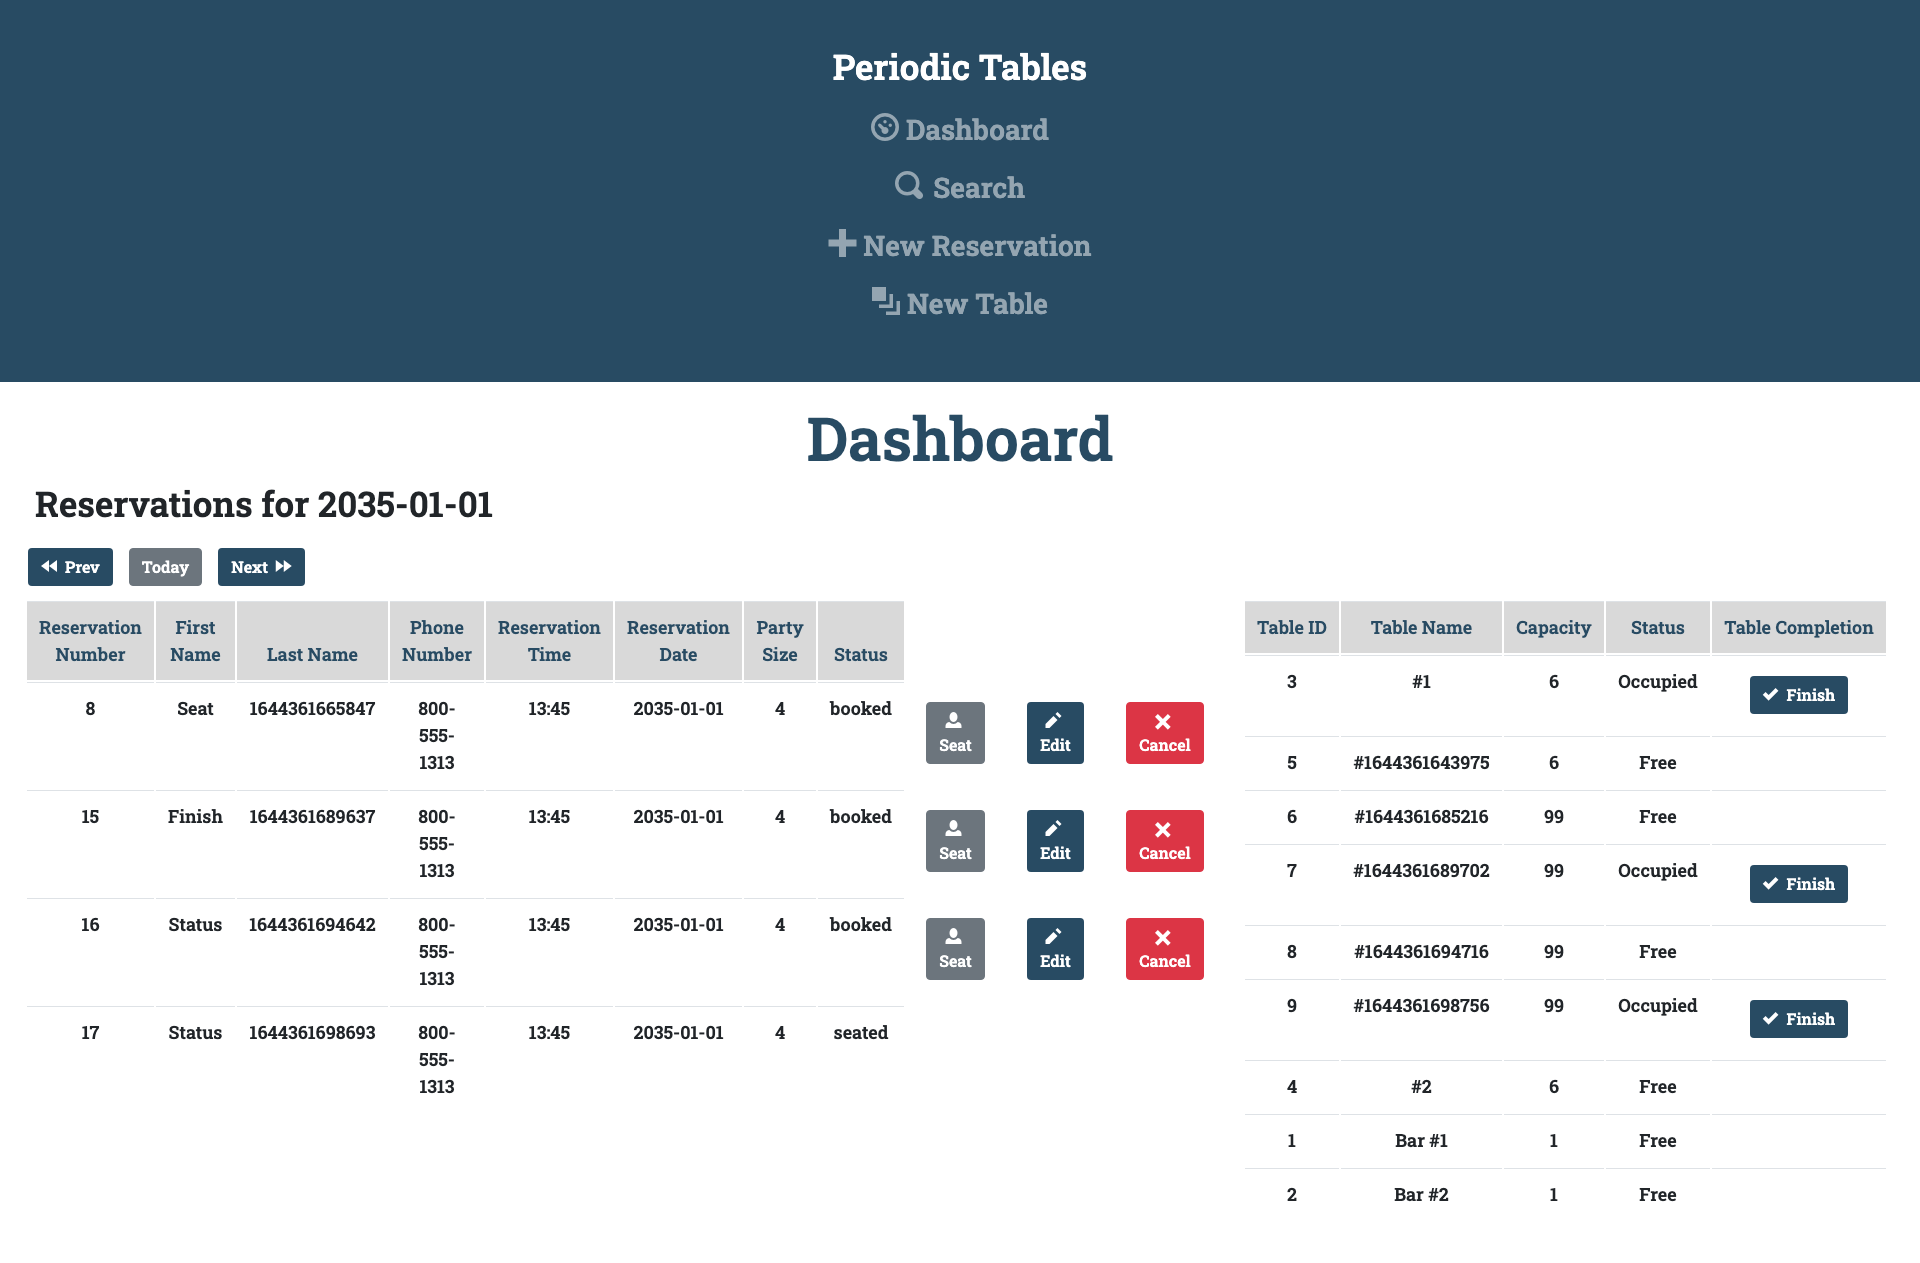 Periodic Tables
Dashboard
Search
New Reservation
New Table
Dashboard
Reservations for 2035-01-01
Prev Today Next
Reservation Number First Name Last Name Phone Number Reservation Time Reservation Date Party Size Status
8 Seat 1644361665847 800-555-1313 13:45 2035-01-01 4 booked Seat Edit Cancel
15 Finish 1644361689637 800-555-1313 13:45 2035-01-01 4 booked Seat Edit Cancel
16 Status 1644361694642 800-555-1313 13:45 2035-01-01 4 booked Seat Edit Cancel
17 Status 1644361698693 800-555-1313 13:45 2035-01-01 4 seated
Table ID Table Name Capacity Status Table Completion
3 #1 6 Occupied Finish
5 #1644361643975 6 Free
6 #1644361685216 99 Free
7 #1644361689702 99 Occupied Finish
8 #1644361694716 99 Free
9 #1644361698756 99 Occupied Finish
4 #2 6 Free
1 Bar #1 1 Free
2 Bar #2 1 Free